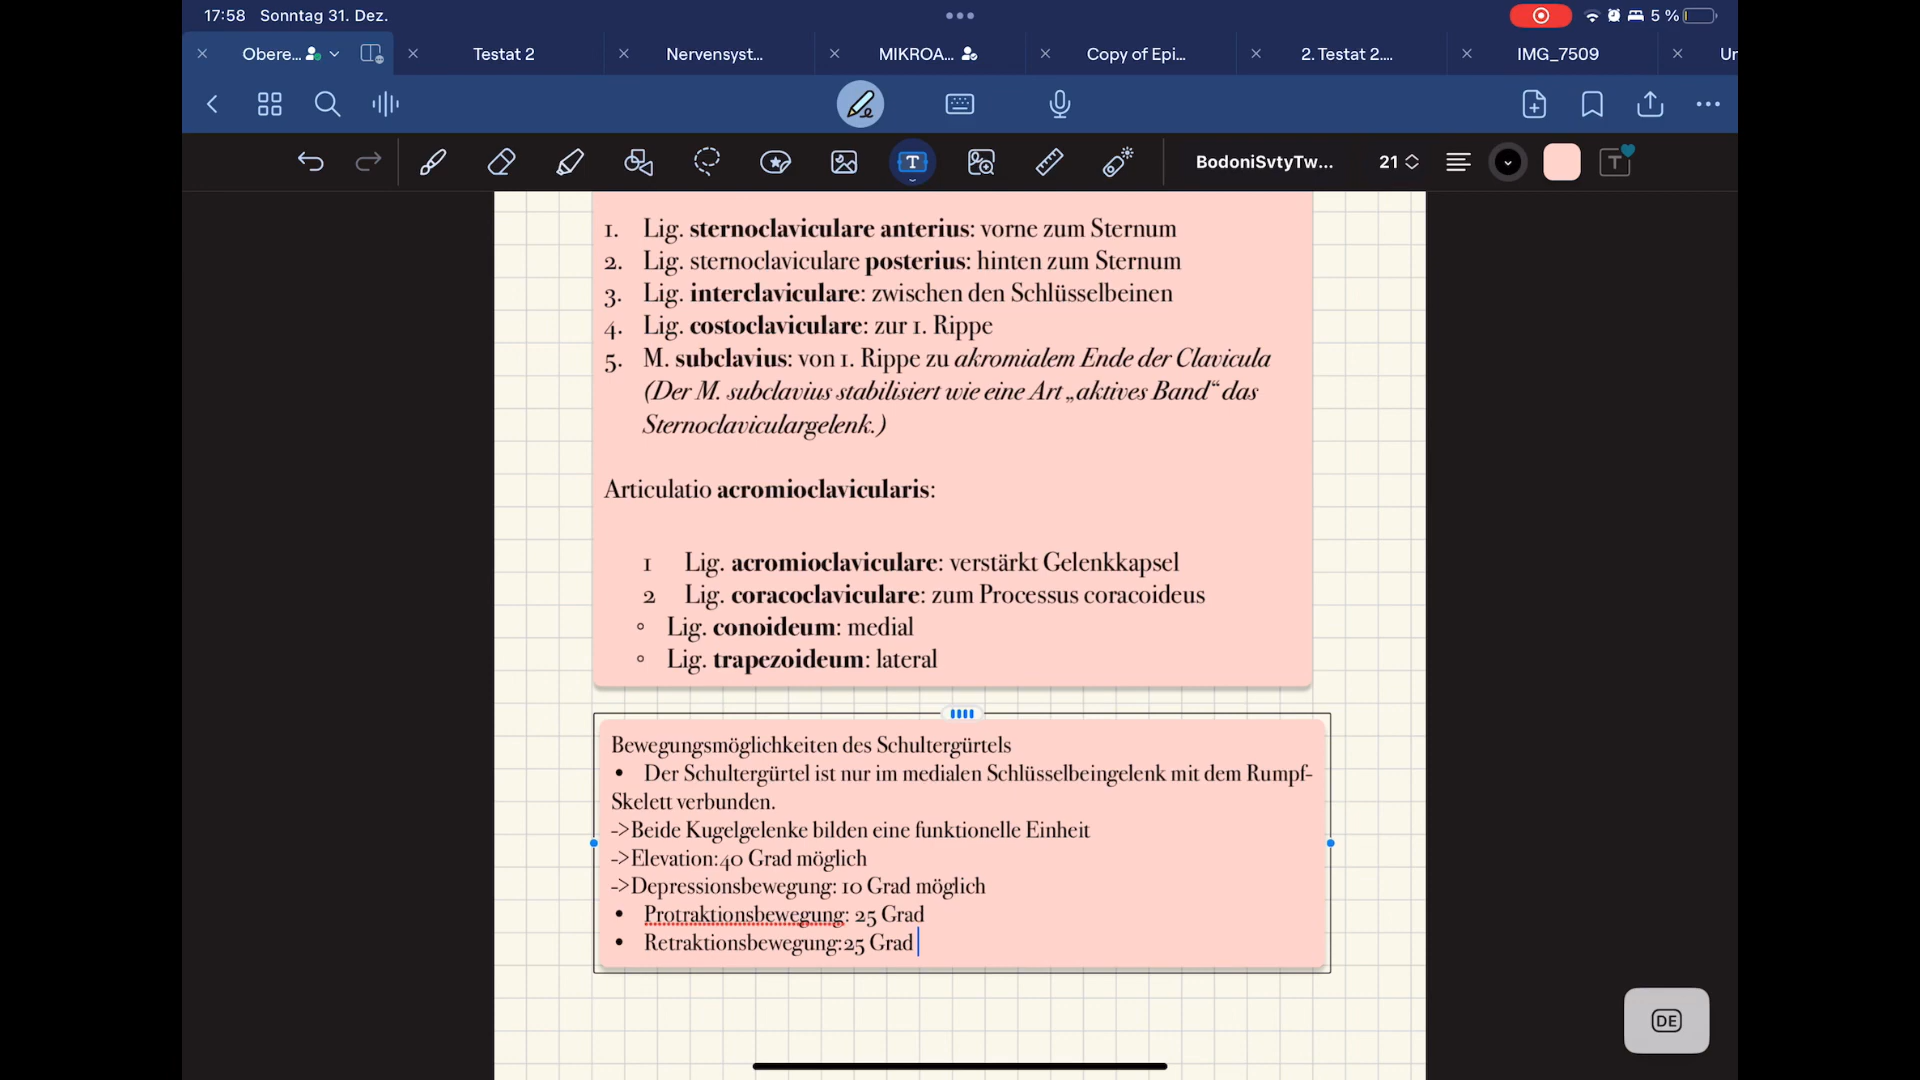 17:58 Sonntag 31. Dez.
5 %
Obere...
Testat 2
Nervensyst...
MIKROA...
Copy of Epi...
2. Testat 2....
IMG_7509
Ur
BodoniSvtyTw...
21
T
T
1. Lig. sternoclaviculare anterius: vorne zum Sternum
2. Lig. sternoclaviculare posterius: hinten zum Sternum
3. Lig. interclaviculare: zwischen den Schlüsselbeinen
4. Lig. costoclaviculare: zur 1. Rippe
5. M. subclavius: von 1. Rippe zu akromialem Ende der Clavicula
(Der M. subclavius stabilisiert wie eine Art „aktives Band“ das
Sternoclaviculargelenk.)
Articulatio acromioclavicularis:
1 Lig. acromioclaviculare: verstärkt Gelenkkapsel
2 Lig. coracoclaviculare: zum Processus coracoideus
◦ Lig. conoideum: medial
◦ Lig. trapezoideum: lateral
Bewegungsmöglichkeiten des Schultergürtels
• Der Schultergürtel ist nur im medialen Schlüsselbeingelenk mit dem Rumpf-
Skelett verbunden.
->Beide Kugelgelenke bilden eine funktionelle Einheit
->Elevation:40 Grad möglich
->Depressionsbewegung: 10 Grad möglich
• Protraktionsbewegung: 25 Grad
• Retraktionsbewegung:25 Grad
DE